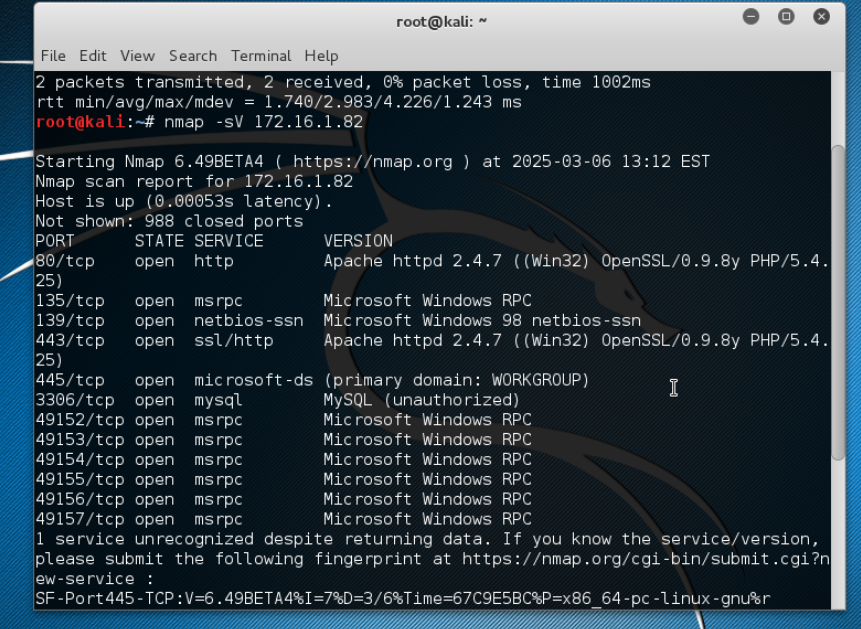 root@kali: ~
File Edit View Search Terminal Help
2 packets transmitted, 2 received, 0% packet loss, time 1002ms
rtt min/avg/max/mdev = 1.740/2.983/4.226/1.243 ms
root@kali:~# nmap -sV 172.16.1.82
Starting Nmap 6.49BETA4 ( https://nmap.org ) at 2025-03-06 13:12 EST
Nmap scan report for 172.16.1.82
Host is up (0.00053s latency).
Not shown: 988 closed ports
PORT      STATE SERVICE      VERSION
80/tcp    open  http         Apache httpd 2.4.7 ((Win32) OpenSSL/0.9.8y PHP/5.4.
25)
135/tcp   open  msrpc        Microsoft Windows RPC
139/tcp   open  netbios-ssn  Microsoft Windows 98 netbios-ssn
443/tcp   open  ssl/http     Apache httpd 2.4.7 ((Win32) OpenSSL/0.9.8y PHP/5.4.
25)
445/tcp   open  microsoft-ds (primary domain: WORKGROUP)
3306/tcp  open  mysql        MySQL (unauthorized)
49152/tcp open  msrpc        Microsoft Windows RPC
49153/tcp open  msrpc        Microsoft Windows RPC
49154/tcp open  msrpc        Microsoft Windows RPC
49155/tcp open  msrpc        Microsoft Windows RPC
49156/tcp open  msrpc        Microsoft Windows RPC
49157/tcp open  msrpc        Microsoft Windows RPC
1 service unrecognized despite returning data. If you know the service/version,
please submit the following fingerprint at https://nmap.org/cgi-bin/submit.cgi?n
ew-service :
SF-Port445-TCP:V=6.49BETA4%I=7%D=3/6%Time=67C9E5BC%P=x86_64-pc-linux-gnu%r